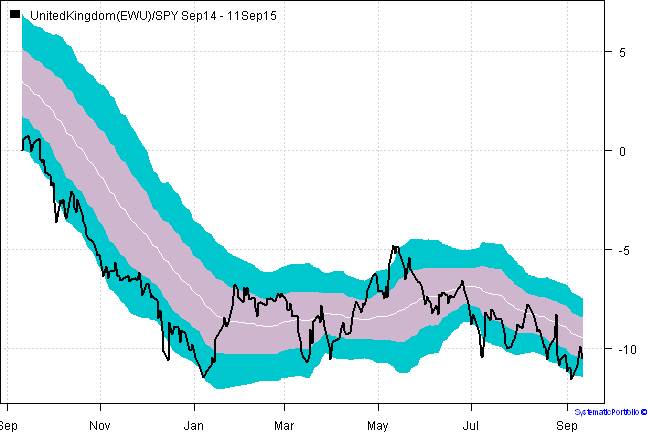 UnitedKingdom(EWU)/SPY Sep14 - 11Sep15
5
0
-5
-10
Sep Nov Jan Mar May Jul Sep
SystematicPortfolio ©